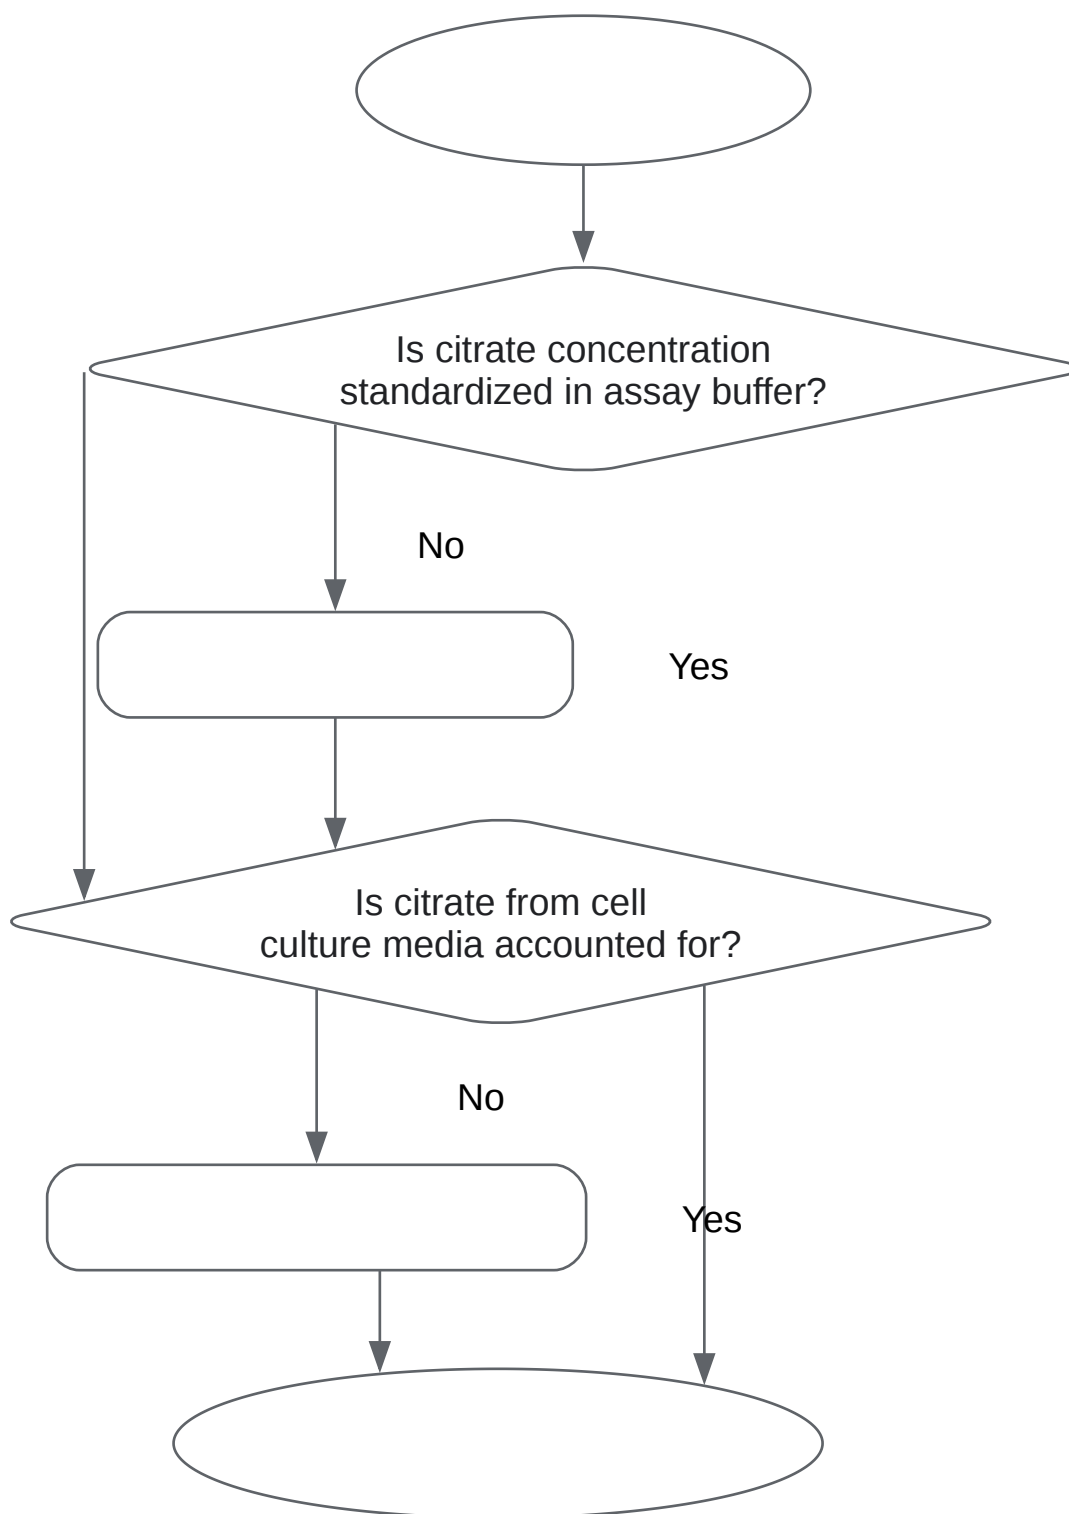 Is citrate concentration
standardized in assay buffer?
No
Yes
Is citrate from cell
culture media accounted for?
No
Yes